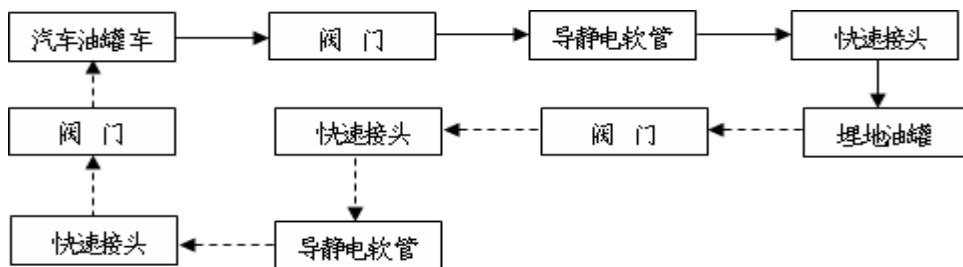 汽车油罐车
阀 门
导静电软管
快速接头
阀 门
快速接头
阀 门
埋地油罐
快速接头
导静电软管